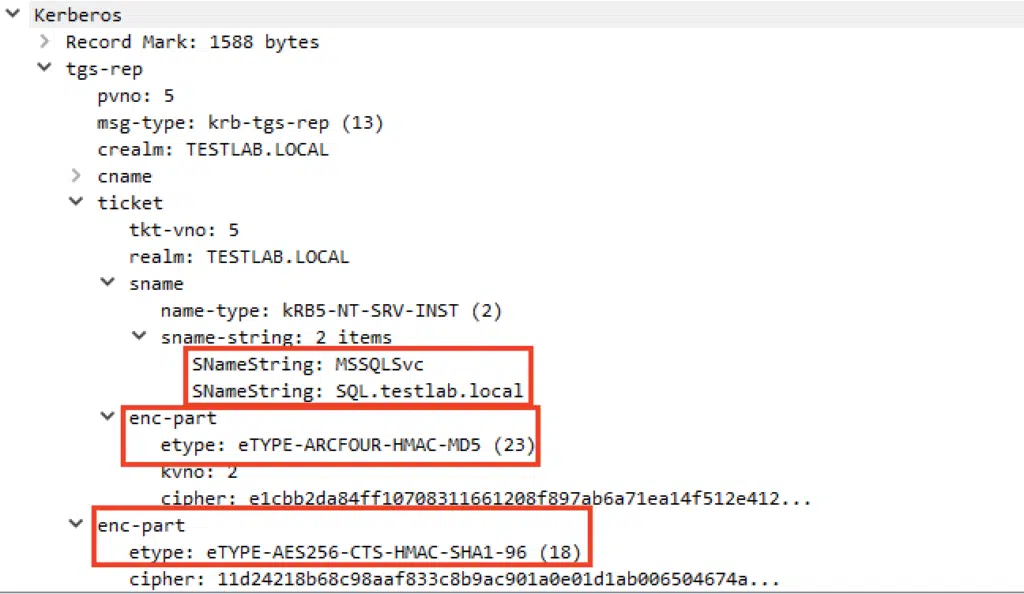 Kerberos
Record Mark: 1588 bytes
tgs-rep
pvno: 5
msg-type: krb-tgs-rep (13)
crealm: TESTLAB.LOCAL
cname
ticket
tkt-vno: 5
realm: TESTLAB.LOCAL
sname
name-type: kRB5-NT-SRV-INST (2)
sname-string: 2 items
SNameString: MSSQLSvc
SNameString: SQL.testlab.local
enc-part
etype: eTYPE-ARCFOUR-HMAC-MD5 (23)
kvno: 2
cipher: e1cbb2da84ff10708311661208f897ab6a71ea14f512e412...
enc-part
etype: eTYPE-AES256-CTS-HMAC-SHA1-96 (18)
cipher: 11d24218b68c98aaf833c8b9ac901a0e01d1ab006504674a...